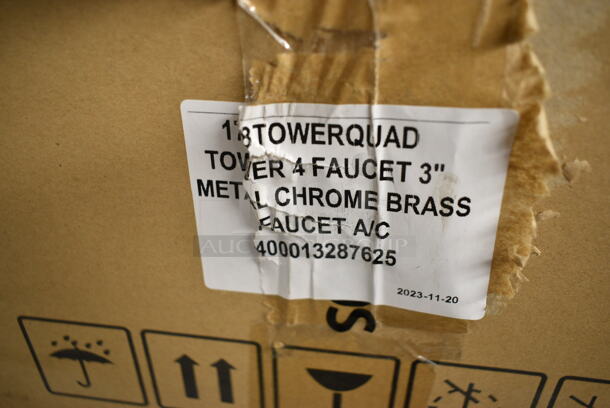 178TOWERQUAD
TOWER 4 FAUCET 3"
METAL CHROME BRASS
FAUCET A/C
400013287625
2023-11-20